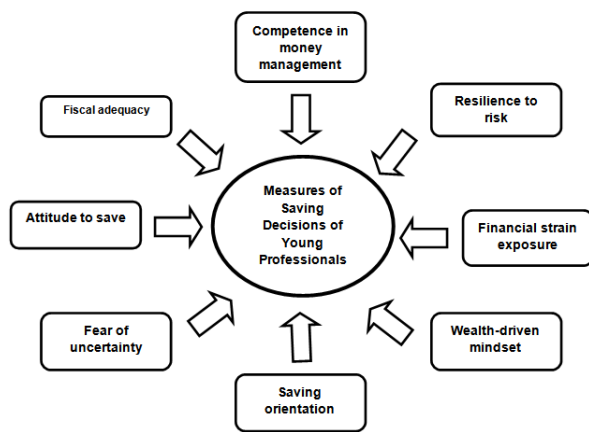 Competence in
money
management
Fiscal adequacy
Resilience to
risk
Measures of
Saving
Decisions of
Young
Professionals
Attitude to save
Financial strain
exposure
Fear of
uncertainty
Wealth-driven
mindset
Saving
orientation